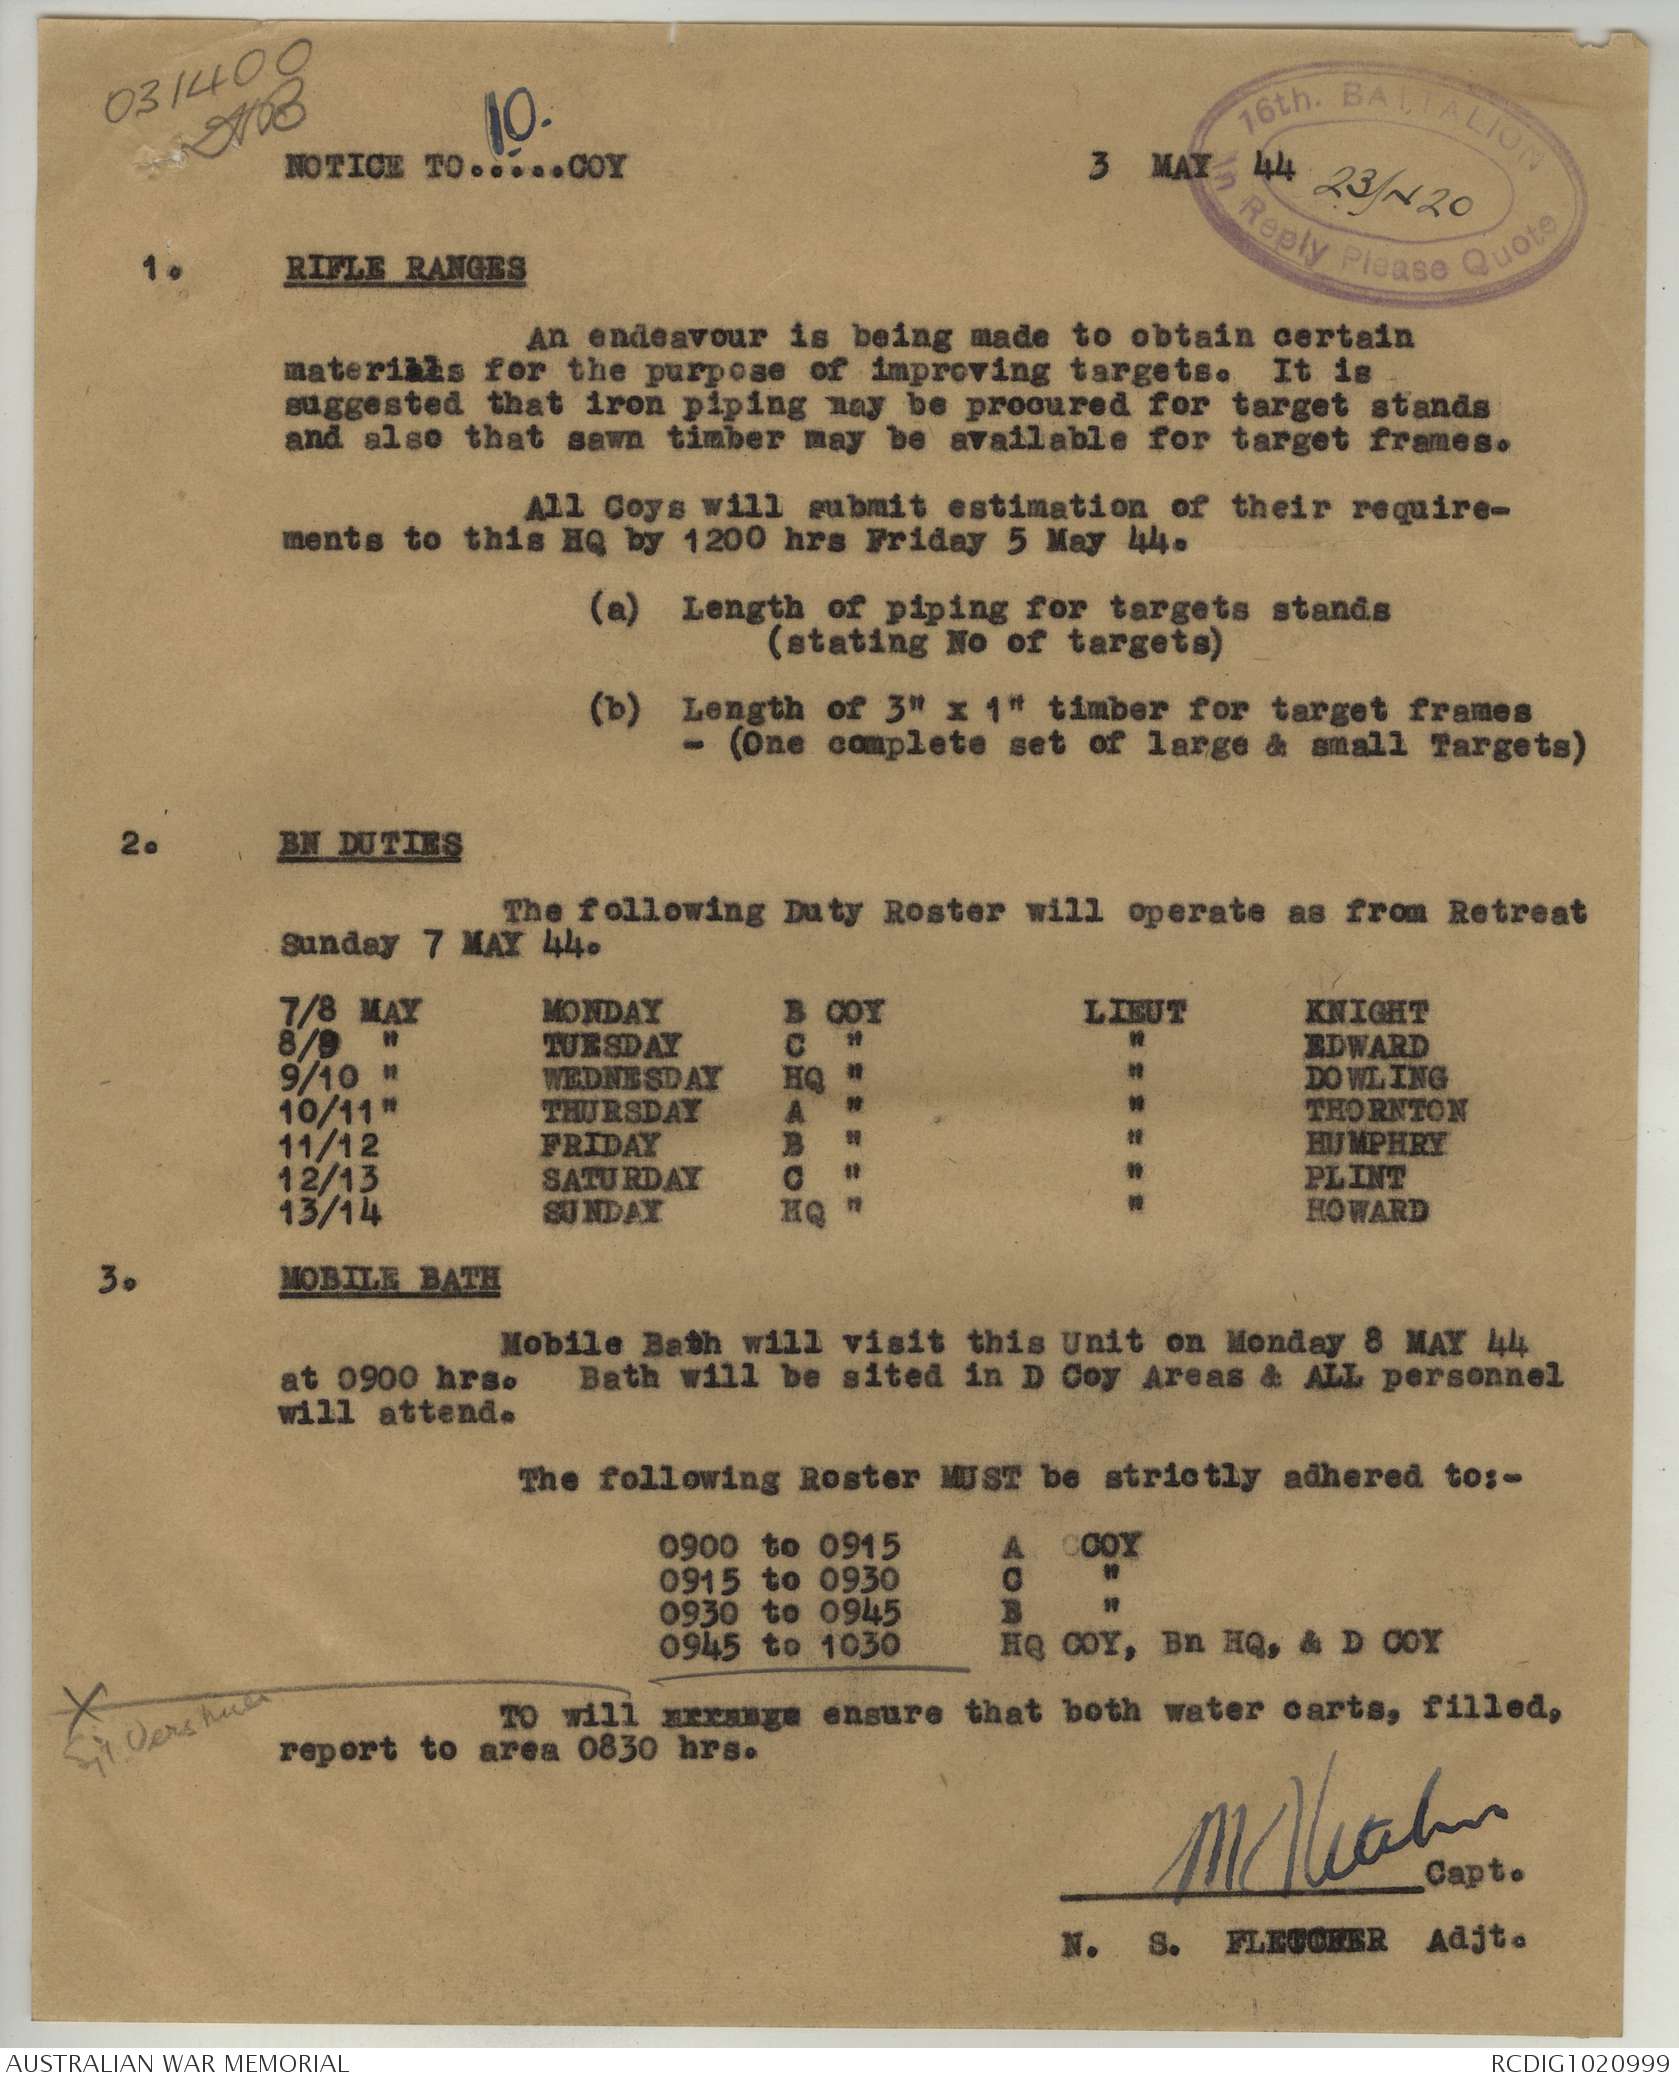 031400
10.
NOTICE TO.....COY 3 MAY 44
16th. BATTALION
23/N20
In Reply Please Quote
1. RIFLE RANGES
An endeavour is being made to obtain certain
materials for the purpose of improving targets. It is
suggested that iron piping may be procured for target stands
and also that sawn timber may be available for target frames.
All Coys will submit estimation of their require-
ments to this HQ by 1200 hrs Friday 5 May 44.
(a) Length of piping for targets stands
(stating No of targets)
(b) Length of 3" x 1" timber for target frames
- (One complete set of large & small Targets)
2. BN DUTIES
The following Duty Roster will operate as from Retreat
Sunday 7 MAY 44.
7/8 MAY MONDAY B COY LIEUT KNIGHT
8/9 " TUESDAY C " " EDWARD
9/10 " WEDNESDAY HQ " " DOWLING
10/11" THURSDAY A " " THORNTON
11/12 FRIDAY B " " HUMPHRY
12/13 SATURDAY C " " PLINT
13/14 SUNDAY HQ " " HOWARD
3. MOBILE BATH
Mobile Bath will visit this Unit on Monday 8 MAY 44
at 0900 hrs. Bath will be sited in D Coy Areas & ALL personnel
will attend.
The following Roster MUST be strictly adhered to:-
0900 to 0915 A COY
0915 to 0930 C "
0930 to 0945 B "
0945 to 1030 HQ COY, Bn HQ, & D COY
X
TO will ensure that both water carts, filled,
report to area 0830 hrs.
Capt.
N. S. FLETCHER Adjt.
AUSTRALIAN WAR MEMORIAL RCDIG1020999